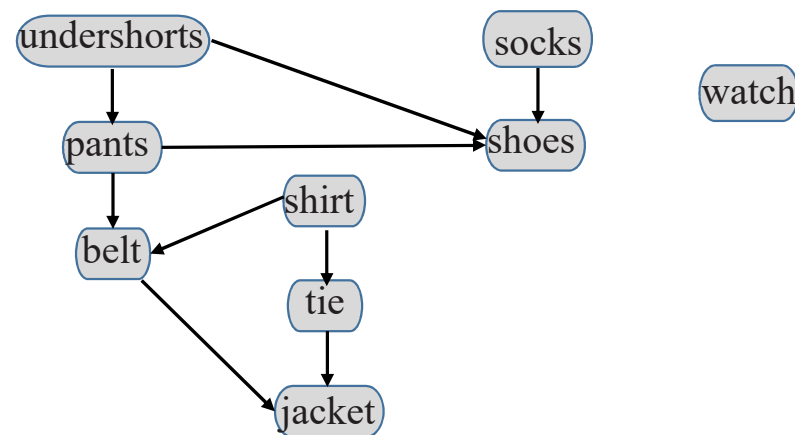 undershorts
socks
watch
pants
shoes
shirt
belt
tie
jacket